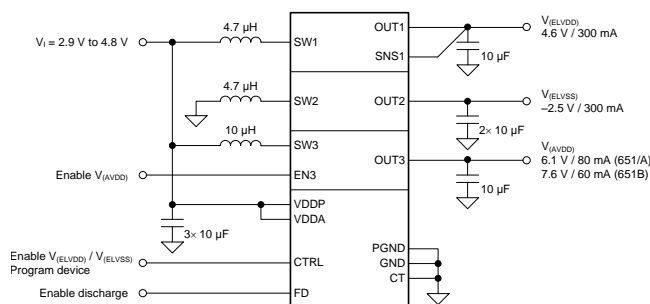 V(ELVDD)
4.6 V / 300 mA
OUT1
4.7 µH
VI = 2.9 V to 4.8 V
SW1
SNS1
10 µF
4.7 µH
V(ELVSS)
–2.5 V / 300 mA
SW2
OUT2
2× 10 µF
10 µH
V(AVDD)
6.1 V / 80 mA (651/A)
7.6 V / 60 mA (651B)
SW3
OUT3
Enable V(AVDD)
EN3
10 µF
VDDP
VDDA
3× 10 µF
Enable V(ELVDD) / V(ELVSS)
Program device
CTRL
PGND
GND
CT
Enable discharge
FD